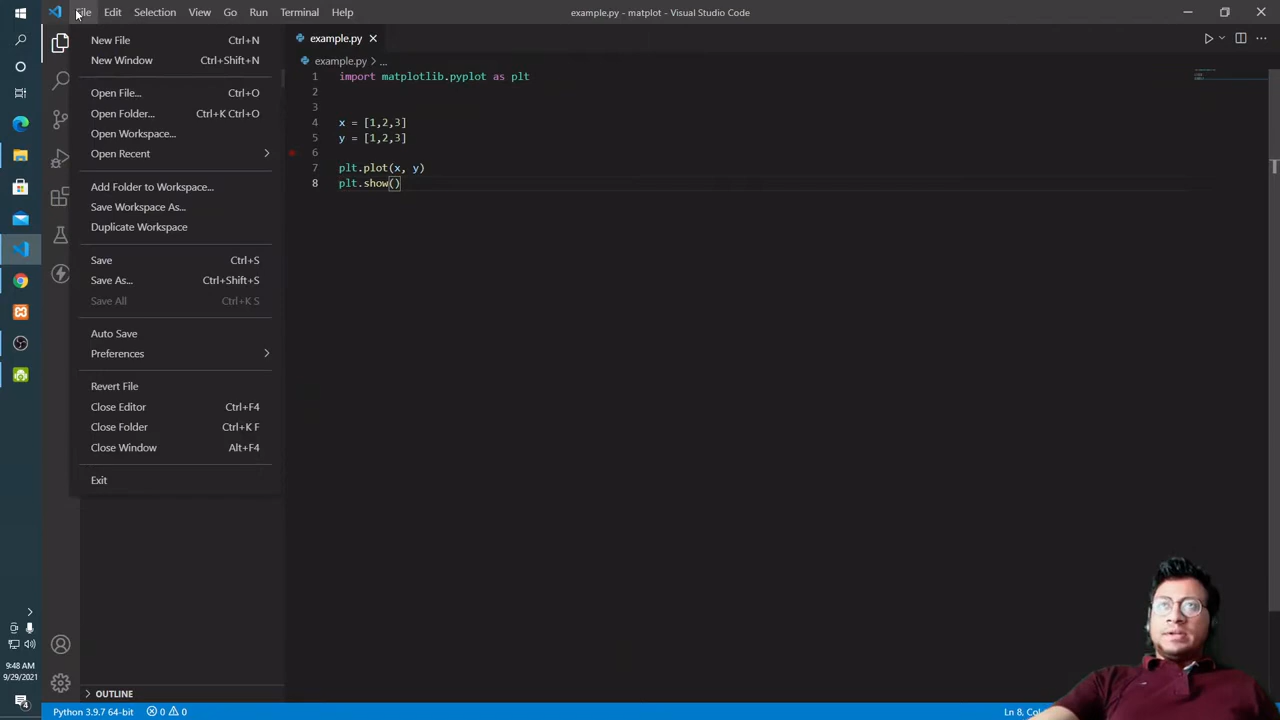 File Edit Selection View Go Run Terminal Help
example.py - matplot - Visual Studio Code
New File Ctrl+N
New Window Ctrl+Shift+N
Open File... Ctrl+O
Open Folder... Ctrl+K Ctrl+O
Open Workspace...
Open Recent
Add Folder to Workspace...
Save Workspace As...
Duplicate Workspace
Save Ctrl+S
Save As... Ctrl+Shift+S
Save All Ctrl+K S
Auto Save
Preferences
Revert File
Close Editor Ctrl+F4
Close Folder Ctrl+K F
Close Window Alt+F4
Exit
example.py
example.py > ...
1 import matplotlib.pyplot as plt
2
3
4 x = [1,2,3]
5 y = [1,2,3]
6
7 plt.plot(x, y)
8 plt.show()
OUTLINE
9:48 AM
9/29/2021
4
Python 3.9.7 64-bit 0 0
Ln 8, Col